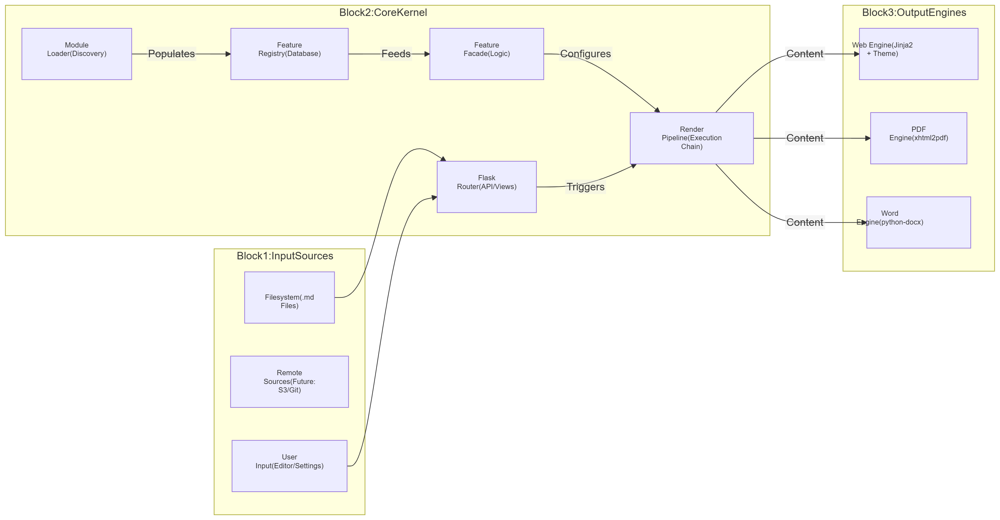 Block2:CoreKernel
Module
Loader(Discovery)
Populates
Feature
Registry(Database)
Feeds
Feature
Facade(Logic)
Configures
Render
Pipeline(Execution
Chain)
Flask
Router(API/Views)
Triggers
Content
Content
Content
Block3:OutputEngines
Web Engine(Jinja2
+ Theme)
PDF
Engine(xhtml2pdf)
Word
Engine(python-docx)
Block1:InputSources
Filesystem(.md
Files)
Remote
Sources(Future:
S3/Git)
User
Input(Editor/Settings)